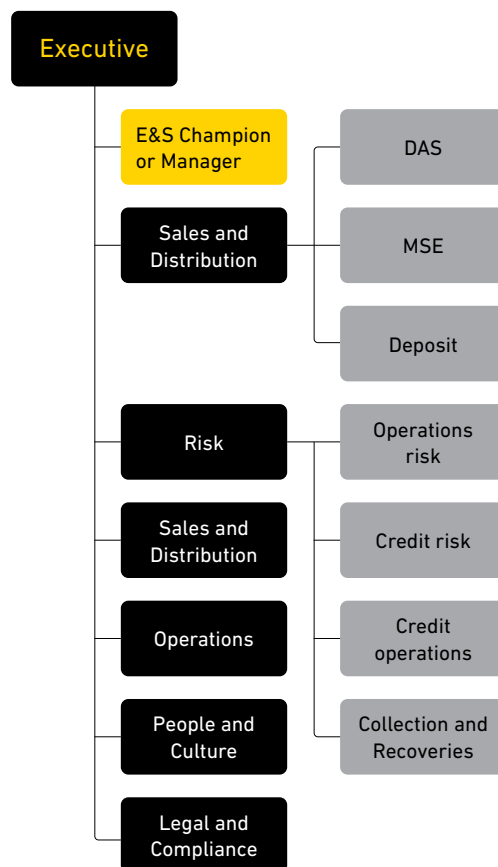 Executive
E&S Champion
or Manager
DAS
Sales and
Distribution
MSE
Deposit
Risk
Operations
risk
Sales and
Distribution
Credit risk
Operations
Credit
operations
People and
Culture
Collection and
Recoveries
Legal and
Compliance